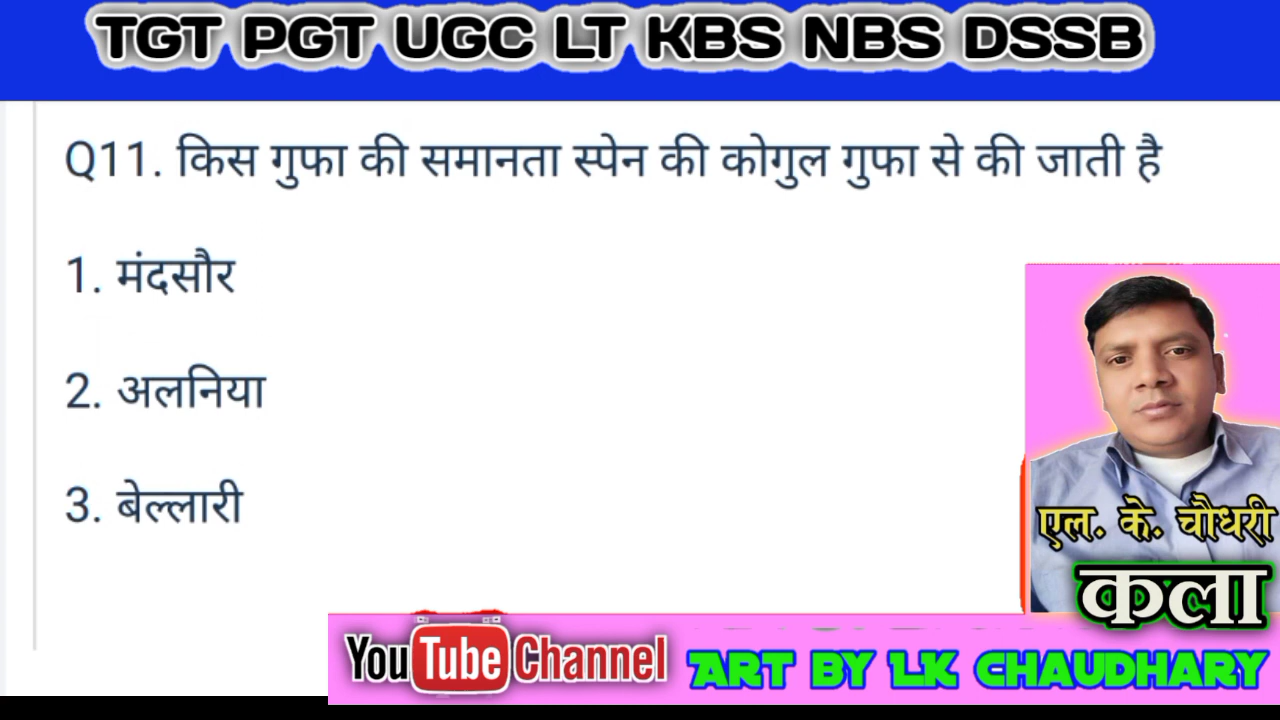 TGT PGT UGC LT KBS NBS DSSB
Q11. किस गुफा की समानता स्पेन की कोगुल गुफा से की जाती है
1. मंदसौर
2. अलनिया
3. बेल्लारी
एल. के. चौधरी
कला
YouTube Channel
ART BY LK CHAUDHARY